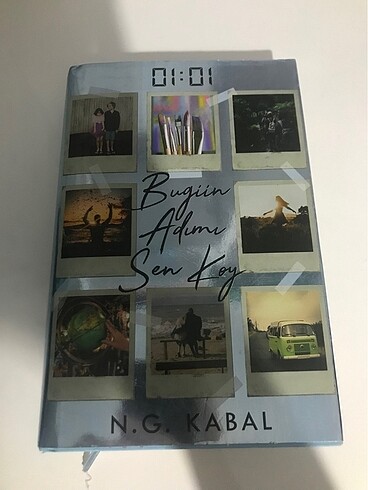 01:01
Bugün
Adımı
Sen Koy
N.G. KABAL